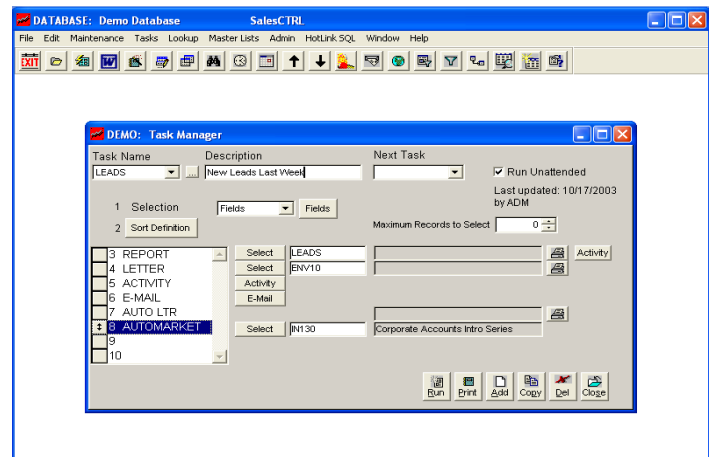 DATABASE: Demo Database SalesCTRL
File Edit Maintenance Tasks Lookup Master Lists Admin HotLink SQL Window Help
EXIT W
DEMO: Task Manager
Task Name Description Next Task
LEADS ... New Leads Last Week Run Unattended
Last updated: 10/17/2003
by ADM
1 Selection Fields Fields
2 Sort Definition Maximum Records to Select 0
3 REPORT Select LEADS Activity
4 LETTER Select ENV10
5 ACTIVITY Activity
6 E-MAIL E-Mail
7 AUTO LTR
8 AUTOMARKET Select IN130 Corporate Accounts Intro Series
9
10
Run Print Add Copy Del Close